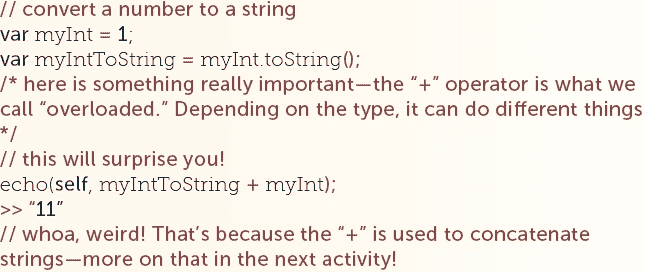 // convert a number to a string
var myInt = 1;
var myIntToString = myInt.toString();
/* here is something really important—the “+” operator is what we
call “overloaded.” Depending on the type, it can do different things
*/
// this will surprise you!
echo(self, myIntToString + myInt);
>> “11”
// whoa, weird! That’s because the “+” is used to concatenate
strings—more on that in the next activity!